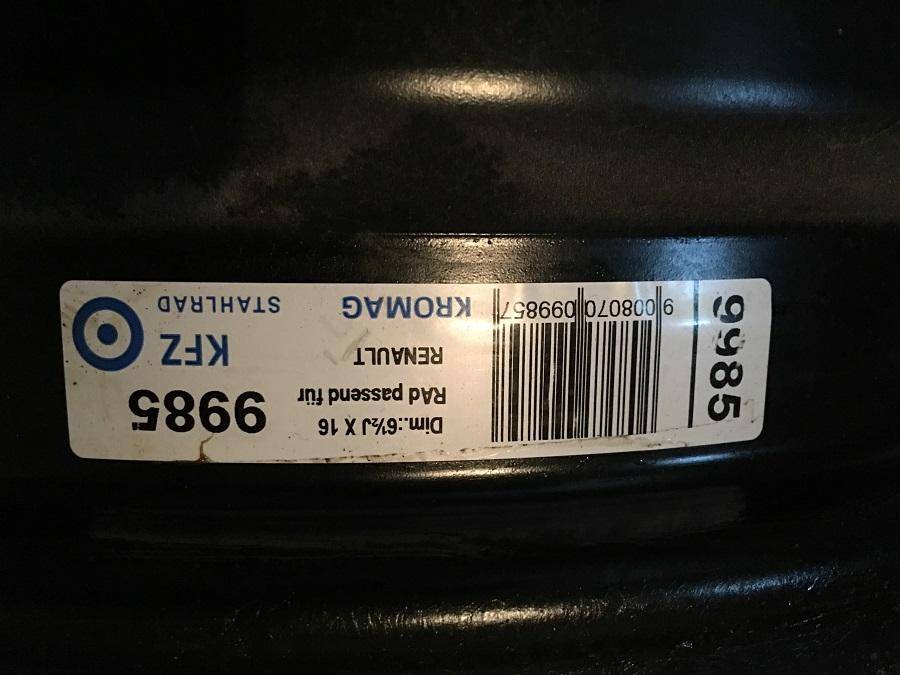 9985
9 008070 099857
Dim.:6½J X 16
RAd passend für
RENAULT
KROMAG
9985
KFZ
STAHLRAD